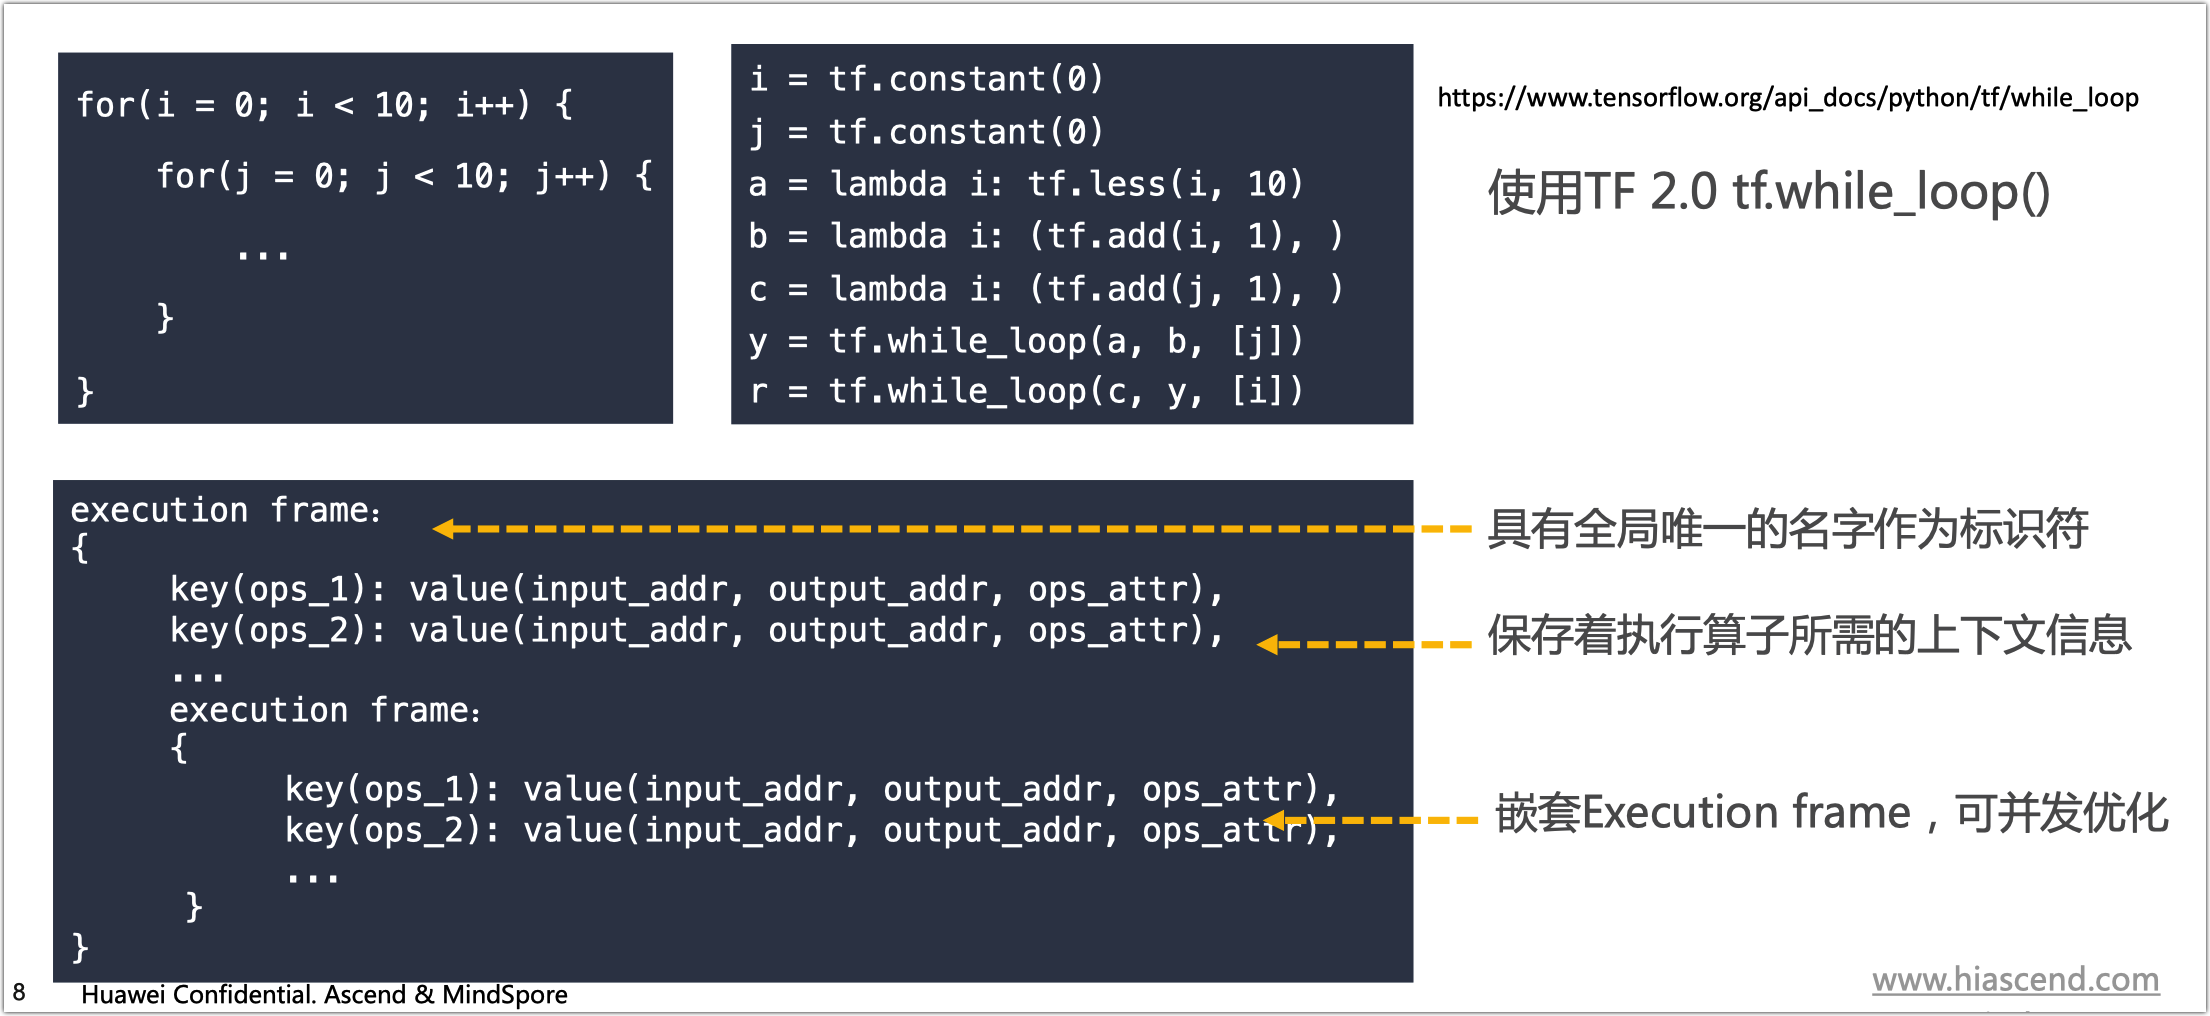 for(i = 0; i < 10; i++) {
for(j = 0; j < 10; j++) {
...
}
}
i = tf.constant(0)
j = tf.constant(0)
a = lambda i: tf.less(i, 10)
b = lambda i: (tf.add(i, 1), )
c = lambda i: (tf.add(j, 1), )
y = tf.while_loop(a, b, [j])
r = tf.while_loop(c, y, [i])
https://www.tensorflow.org/api_docs/python/tf/while_loop
使用TF 2.0 tf.while_loop()
execution frame：
{
key(ops_1): value(input_addr, output_addr, ops_attr),
key(ops_2): value(input_addr, output_addr, ops_attr),
...
execution frame：
{
key(ops_1): value(input_addr, output_addr, ops_attr),
key(ops_2): value(input_addr, output_addr, ops_attr),
...
}
}
具有全局唯一的名字作为标识符
保存着执行算子所需的上下文信息
嵌套Execution frame，可并发优化
8
Huawei Confidential. Ascend & MindSpore
www.hiascend.com